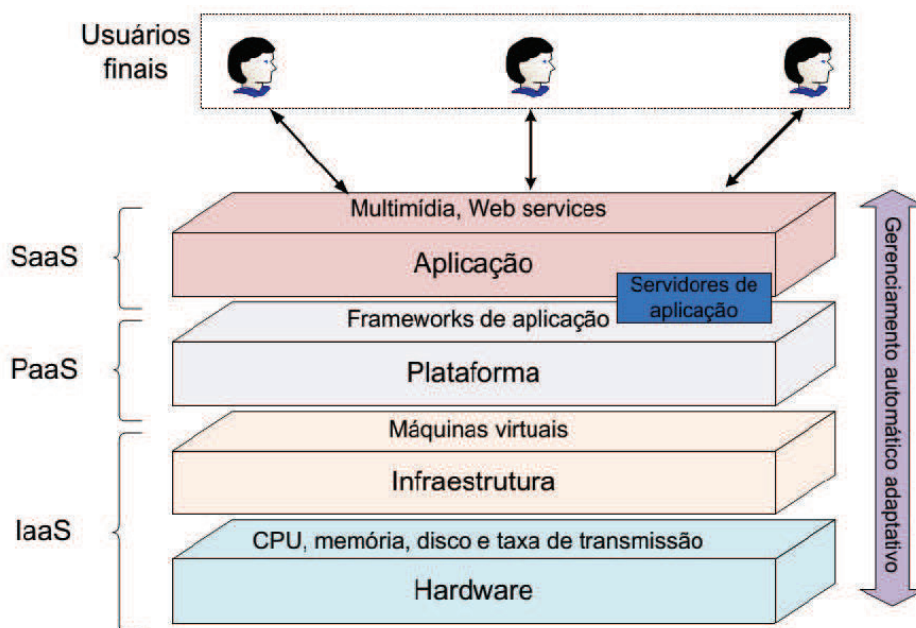 Usuários
finais
SaaS
Multimídia, Web services
Aplicação
Servidores de
aplicação
PaaS
Frameworks de aplicação
Plataforma
IaaS
Máquinas virtuais
Infraestrutura
CPU, memória, disco e taxa de transmissão
Hardware
Gerenciamento automático adaptativo